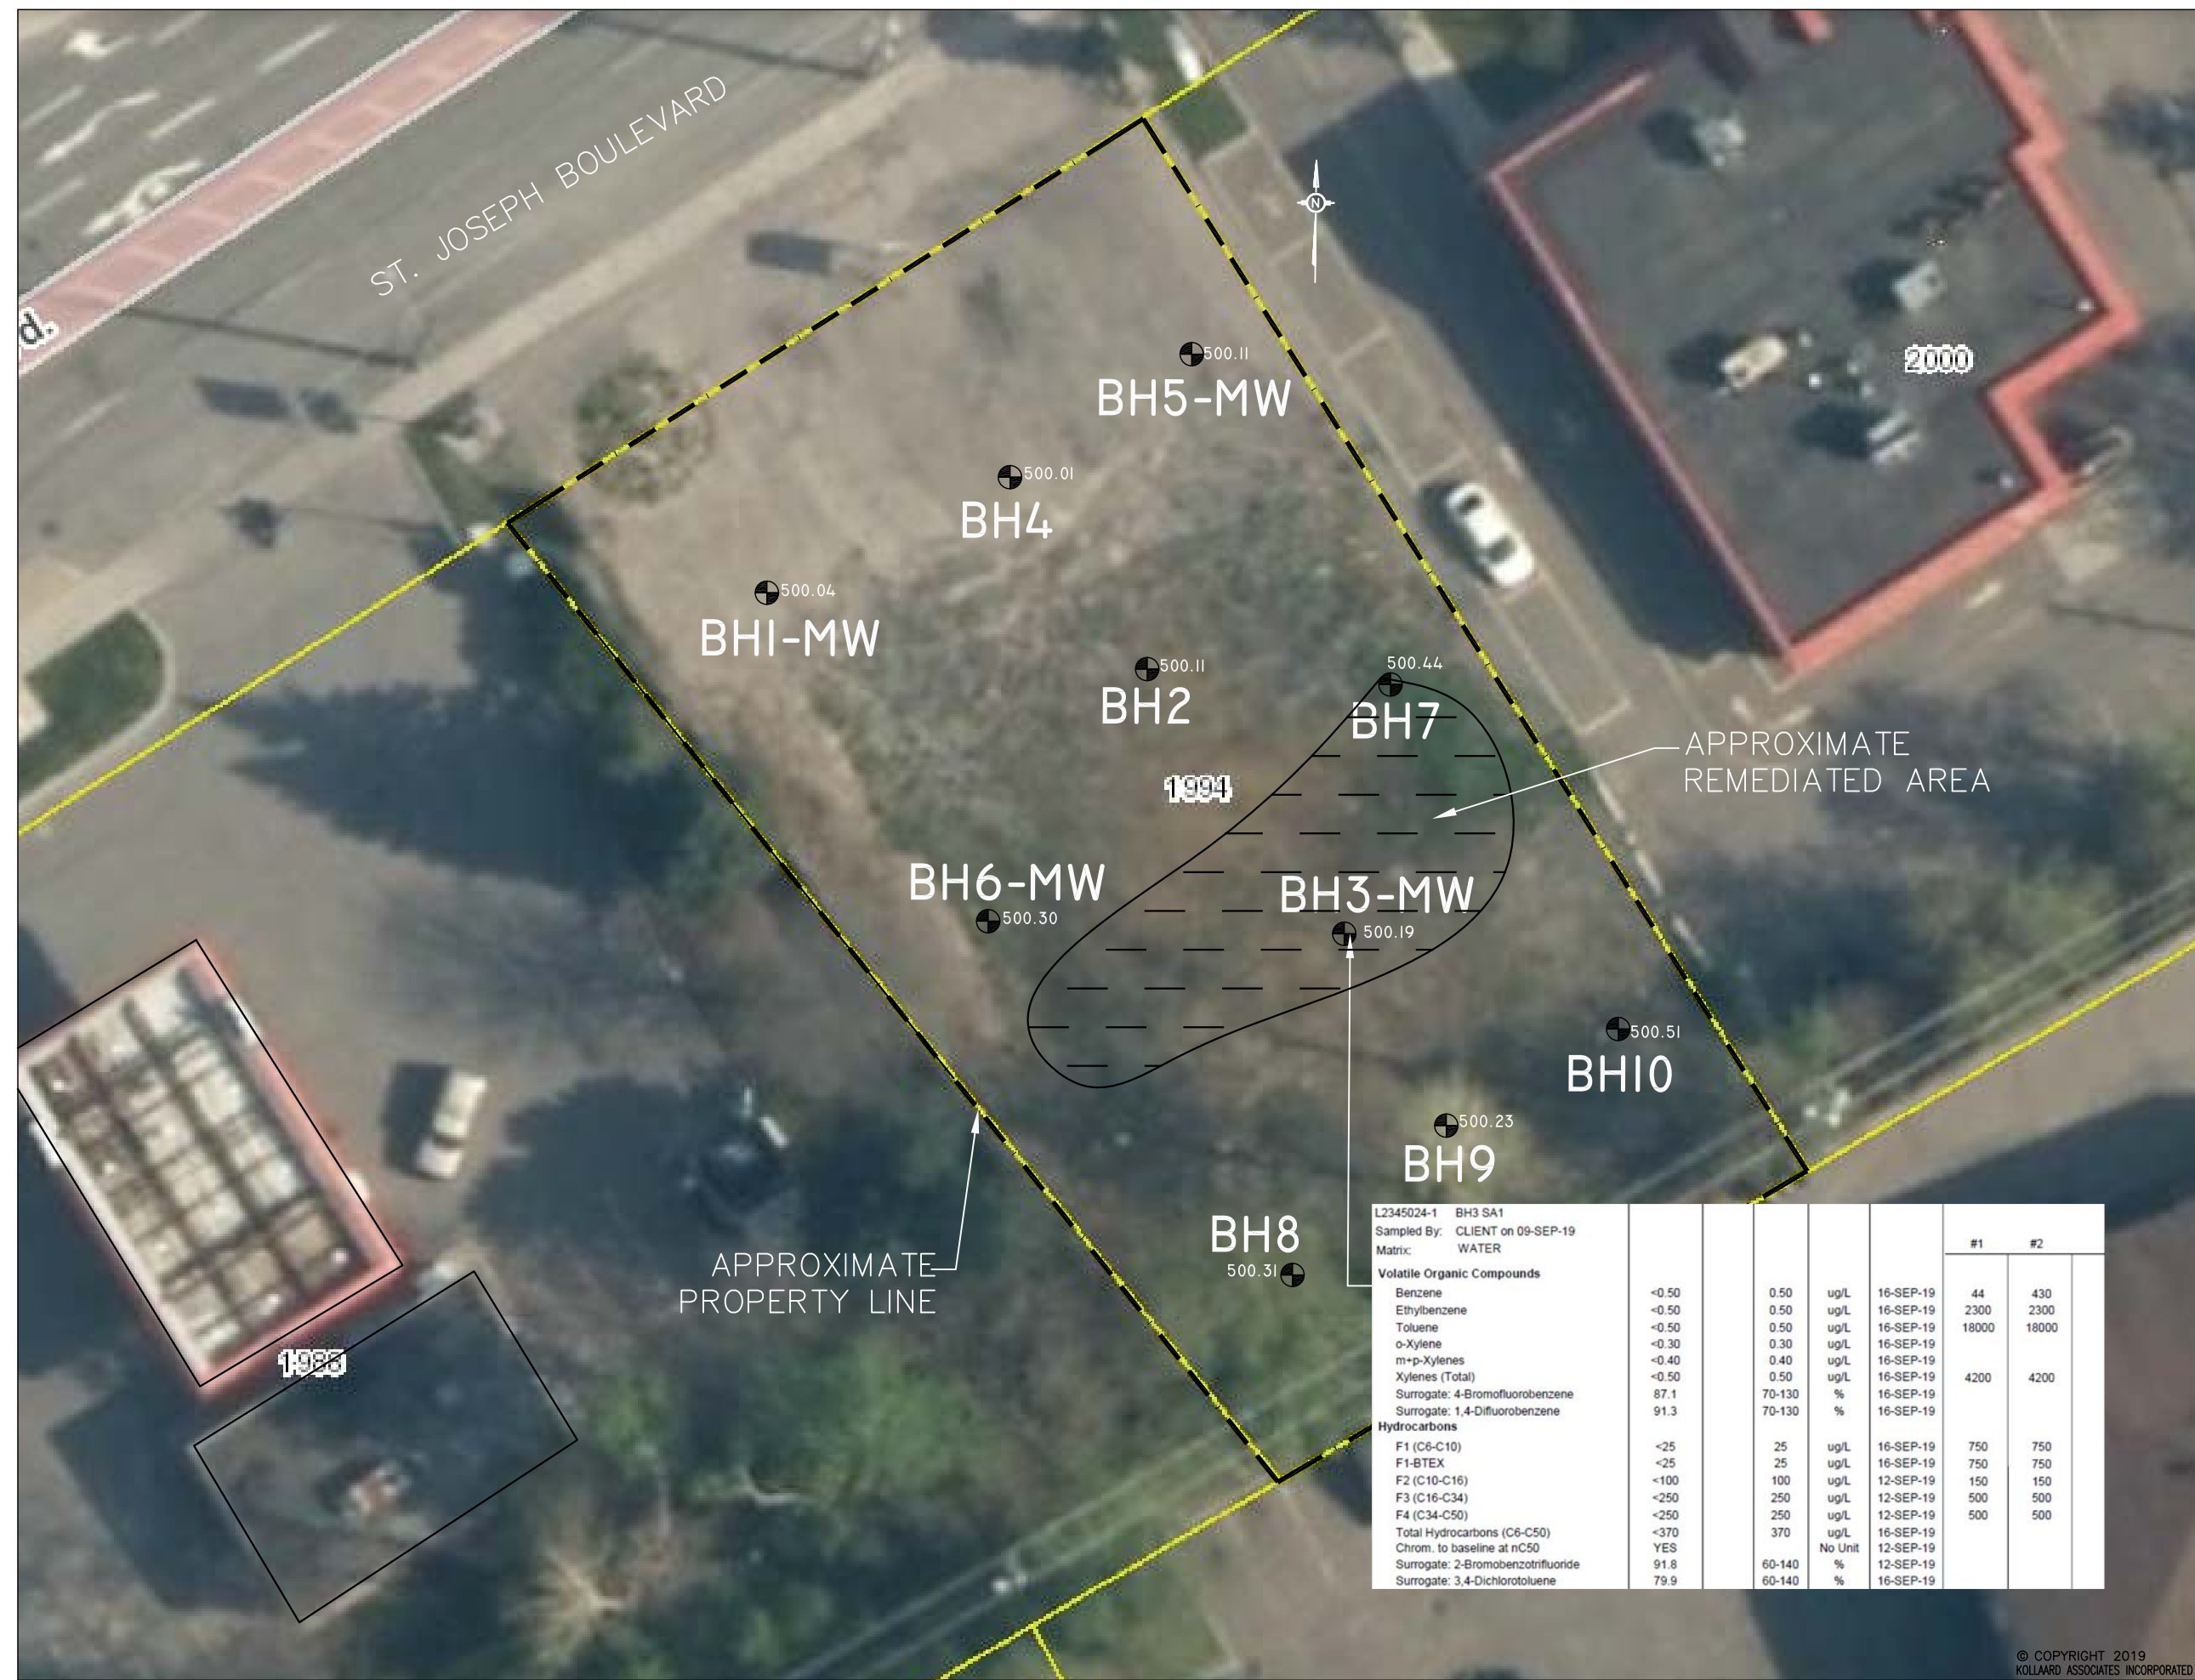 ST. JOSEPH BOULEVARD
d.
500.11
BH5-MW
2000
500.01
BH4
500.04
BH1-MW
500.11
BH2
500.44
BH7
APPROXIMATE
REMEDIATED AREA
1994
BH6-MW
500.30
BH3-MW
500.19
500.51
BH10
500.23
BH9
BH8
500.31
APPROXIMATE
PROPERTY LINE
L2345024-1 BH3 SA1
Sampled By: CLIENT on 09-SEP-19
Matrix: WATER #1 #2
Volatile Organic Compounds
Benzene <0.50 0.50 ug/L 16-SEP-19 44 430
Ethylbenzene <0.50 0.50 ug/L 16-SEP-19 2300 2300
Toluene <0.50 0.50 ug/L 16-SEP-19 18000 18000
o-Xylene <0.30 0.30 ug/L 16-SEP-19
m+p-Xylenes <0.40 0.40 ug/L 16-SEP-19
Xylenes (Total) <0.50 0.50 ug/L 16-SEP-19 4200 4200
Surrogate: 4-Bromofluorobenzene 87.1 70-130 % 16-SEP-19
Surrogate: 1,4-Difluorobenzene 91.3 70-130 % 16-SEP-19
Hydrocarbons
F1 (C6-C10) <25 25 ug/L 16-SEP-19 750 750
F1-BTEX <25 25 ug/L 16-SEP-19 750 750
F2 (C10-C16) <100 100 ug/L 12-SEP-19 150 150
F3 (C16-C34) <250 250 ug/L 12-SEP-19 500 500
F4 (C34-C50) <250 250 ug/L 12-SEP-19 500 500
Total Hydrocarbons (C6-C50) <370 370 ug/L 16-SEP-19
Chrom. to baseline at nC50 YES No Unit 12-SEP-19
Surrogate: 2-Bromobenzotrifluoride 91.8 60-140 % 12-SEP-19
Surrogate: 3,4-Dichlorotoluene 79.9 60-140 % 16-SEP-19
© COPYRIGHT 2019
KOLLAARD ASSOCIATES INCORPORATED
N